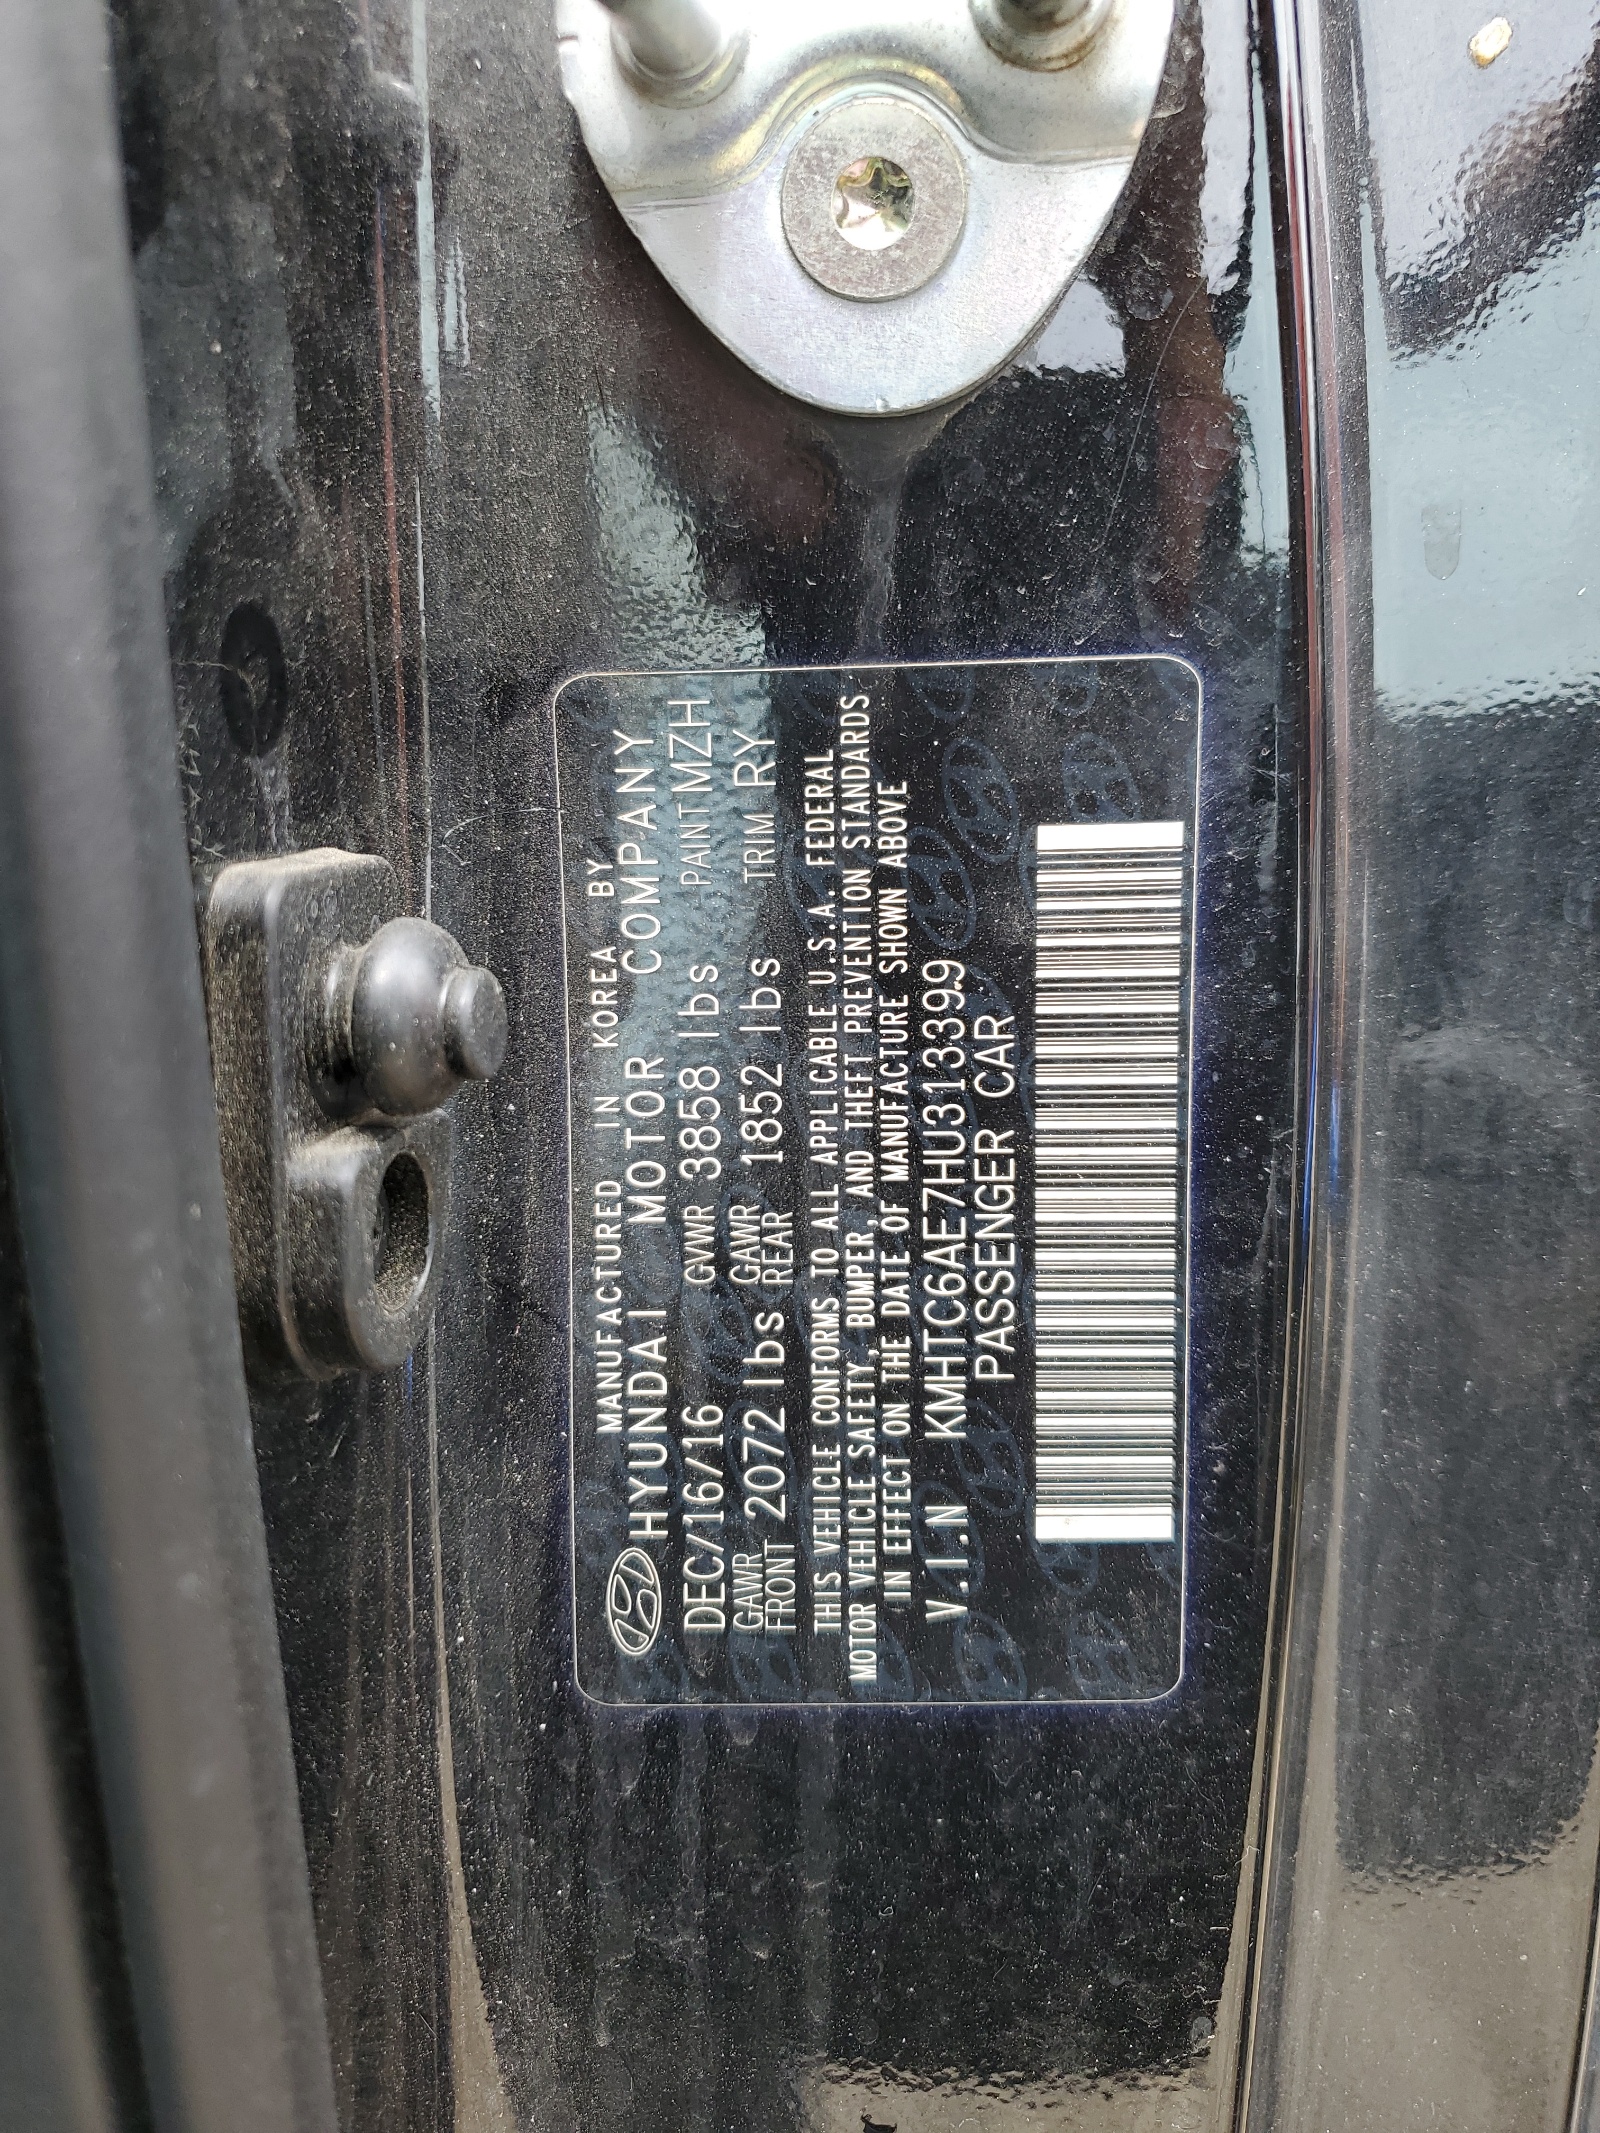 MANUFACTURED IN KOREA BY
HYUNDAI MOTOR COMPANY
DEC/16/16 GVWR 3858 lbs PAINT MZH
GAWR FRONT 2072 lbs GAWR REAR 1852 lbs TRIM RY
THIS VEHICLE CONFORMS TO ALL APPLICABLE U.S.A. FEDERAL
MOTOR VEHICLE SAFETY, BUMPER, AND THEFT PREVENTION STANDARDS
IN EFFECT ON THE DATE OF MANUFACTURE SHOWN ABOVE
V.I.N KMHTC6AE7HU313399
PASSENGER CAR